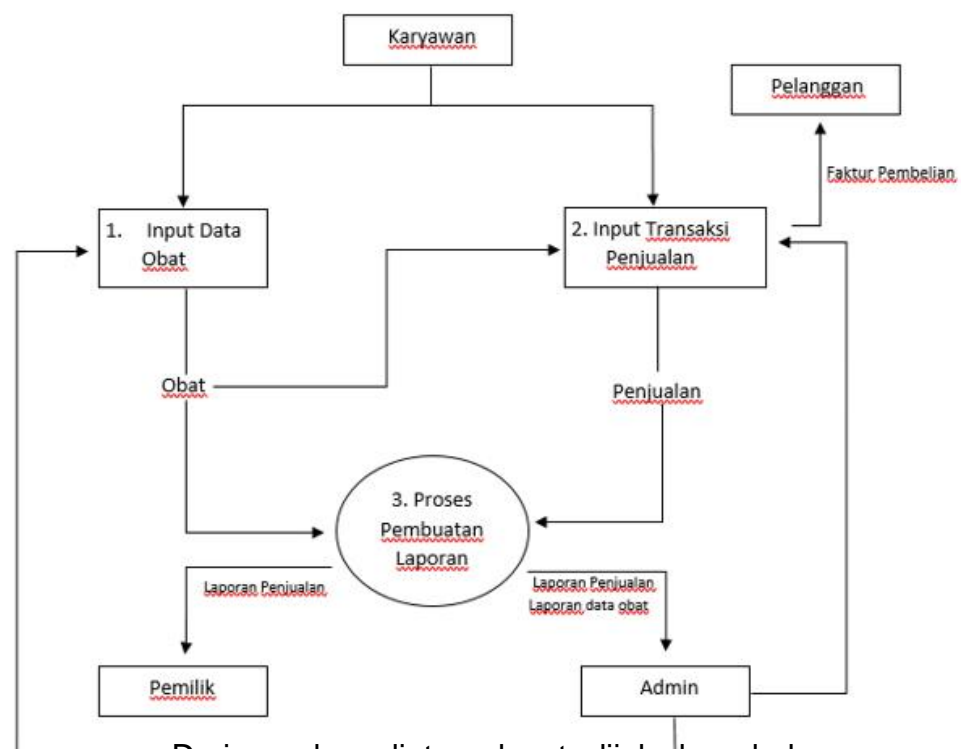 Karyawan
Pelanggan
Faktur Pembelian
1. Input Data
Obat
2. Input Transaksi
Penjualan
Obat
Penjualan
3. Proses
Pembuatan
Laporan
Laporan Penjualan
Laporan Penjualan
Laporan data obat
Pemilik
Admin